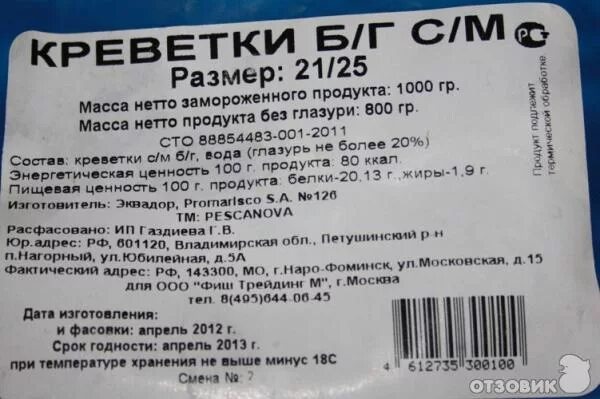 КРЕВЕТКИ Б/Г С/М
Размер: 21/25
Масса нетто замороженного продукта: 1000 гр.
Масса нетто продукта без глазури: 800 гр.
СТО 88854483-001-2011
Состав: креветки с/м б/г, вода (глазурь не более 20%)
Энергетическая ценность 100 г. продукта: 80 ккал.
Пищевая ценность 100 г. продукта: белки-20,13 г.,жиры-1,9 г.
Изготовитель: Эквадор, Promarisco S.A. №126
ТМ: PESCANOVA
Расфасовано: ИП Газдиева Г.В.
Юр.адрес: РФ, 601120, Владимирская обл., Петушинский р-н
п.Нагорный, ул.Юбилейная, д.5А
Фактический адрес: РФ, 143300, МО, г.Наро-Фоминск, ул.Московская, д.15
для ООО "Фиш Трейдинг М", г.Москва
тел. 8(495)644-06-45
Дата изготовления:
и фасовки: апрель 2012 г.
Срок годности: апрель 2013 г.
при температуре хранения не выше минус 18С
Смена №: 2
4 612735 300100
Продукт подлежит
термической обработке
ОТЗОВИК